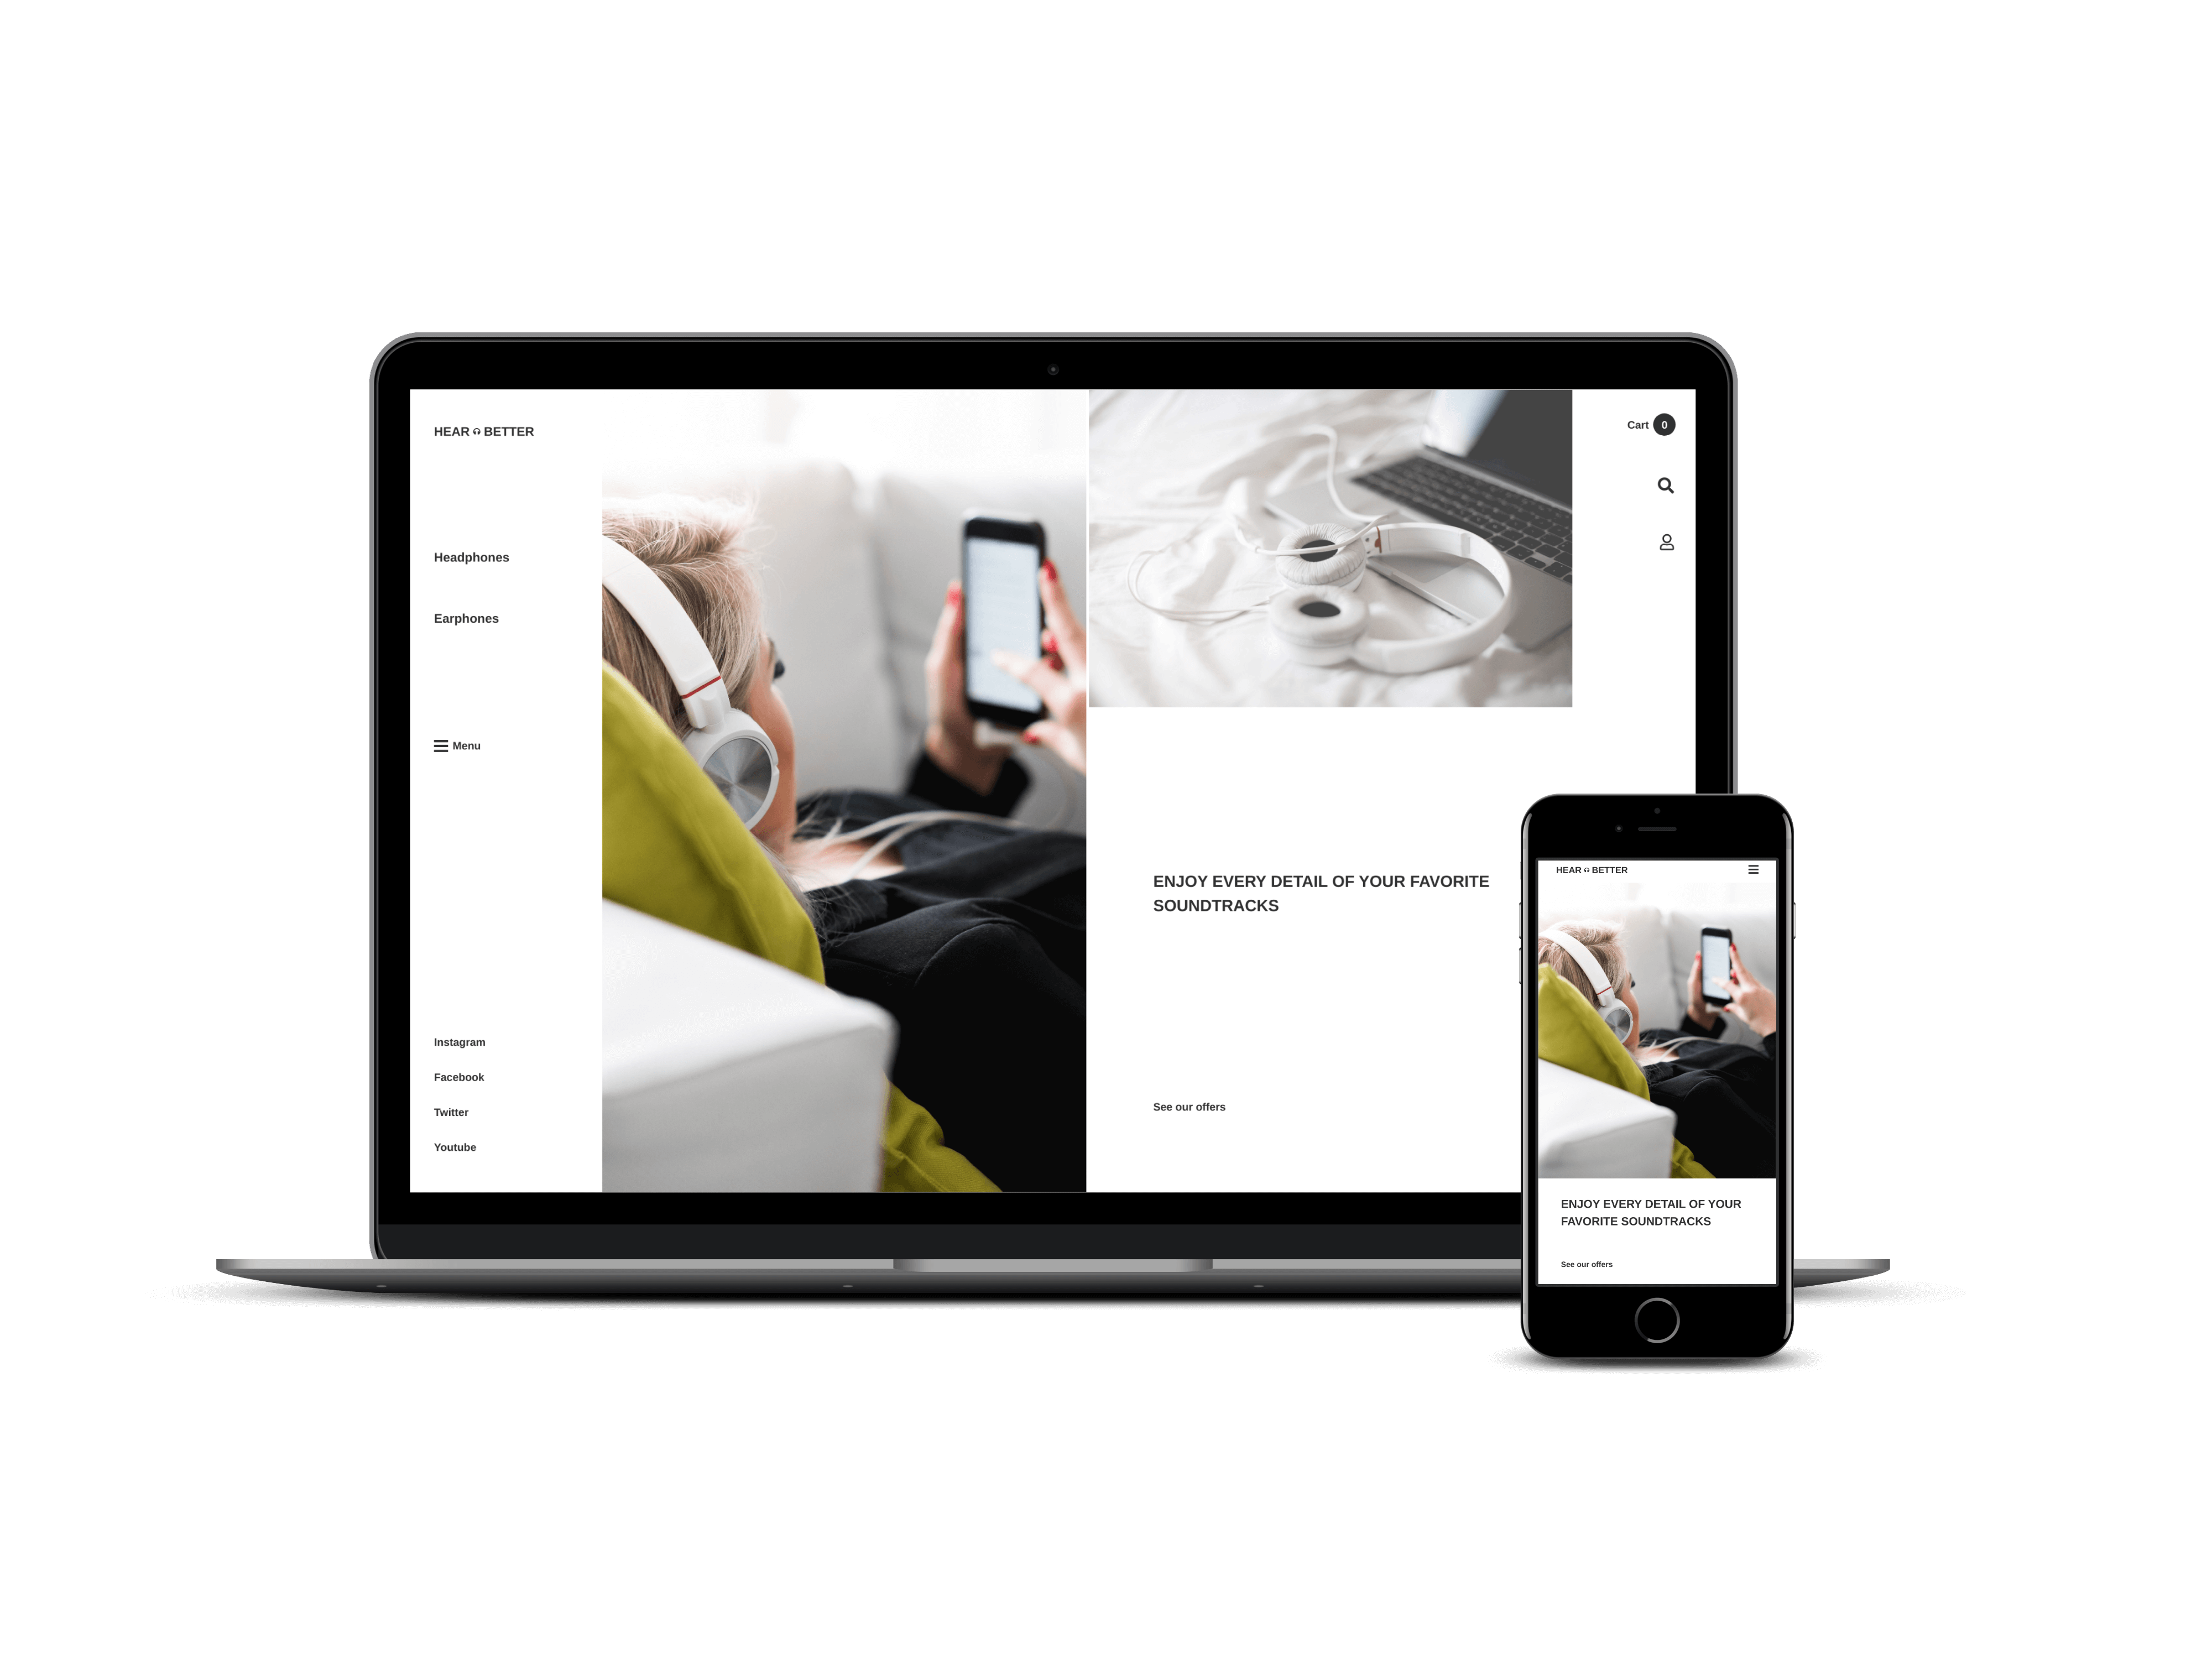 HEAR BETTER
Headphones
Earphones
Menu
Instagram
Facebook
Twitter
Youtube
Cart 0
ENJOY EVERY DETAIL OF YOUR FAVORITE
SOUNDTRACKS
See our offers
HEAR BETTER
ENJOY EVERY DETAIL OF YOUR
FAVORITE SOUNDTRACKS
See our offers